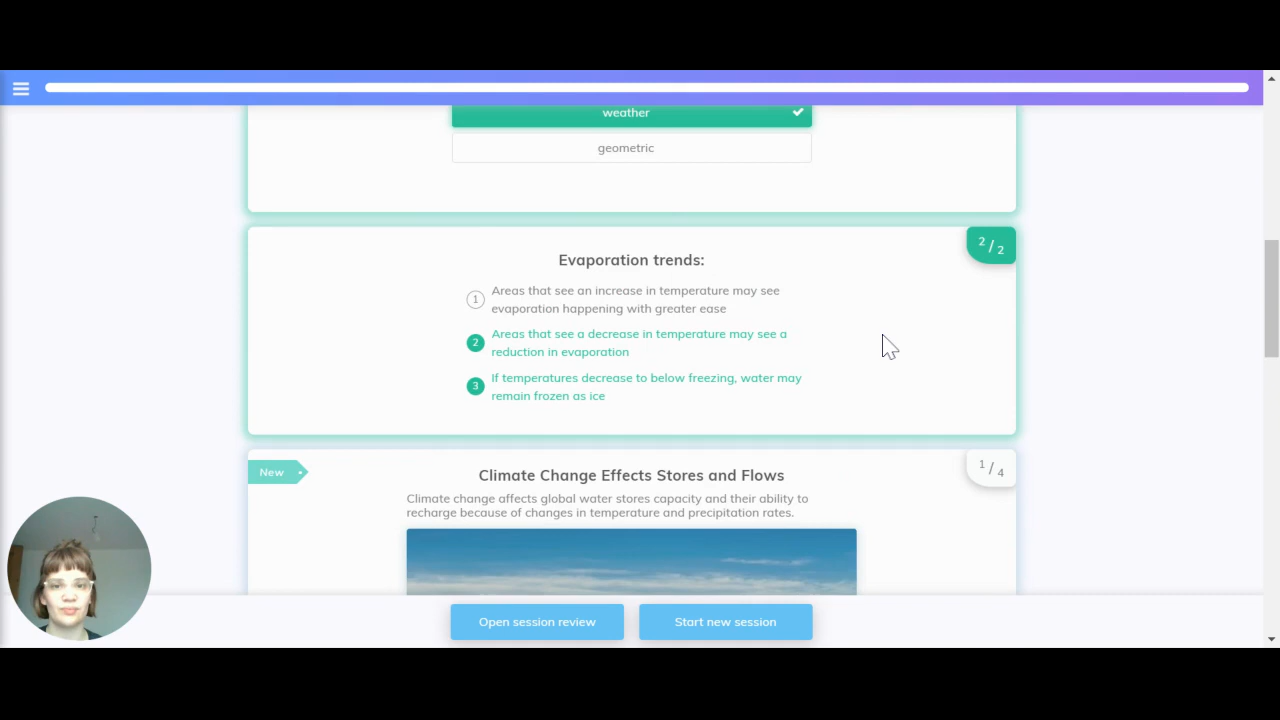 weather
geometric
Evaporation trends:
2 / 2
1 Areas that see an increase in temperature may see
evaporation happening with greater ease
2 Areas that see a decrease in temperature may see a
reduction in evaporation
3 If temperatures decrease to below freezing, water may
remain frozen as ice
New
Climate Change Effects Stores and Flows
1 / 4
Climate change affects global water stores capacity and their ability to
recharge because of changes in temperature and precipitation rates.
Open session review
Start new session